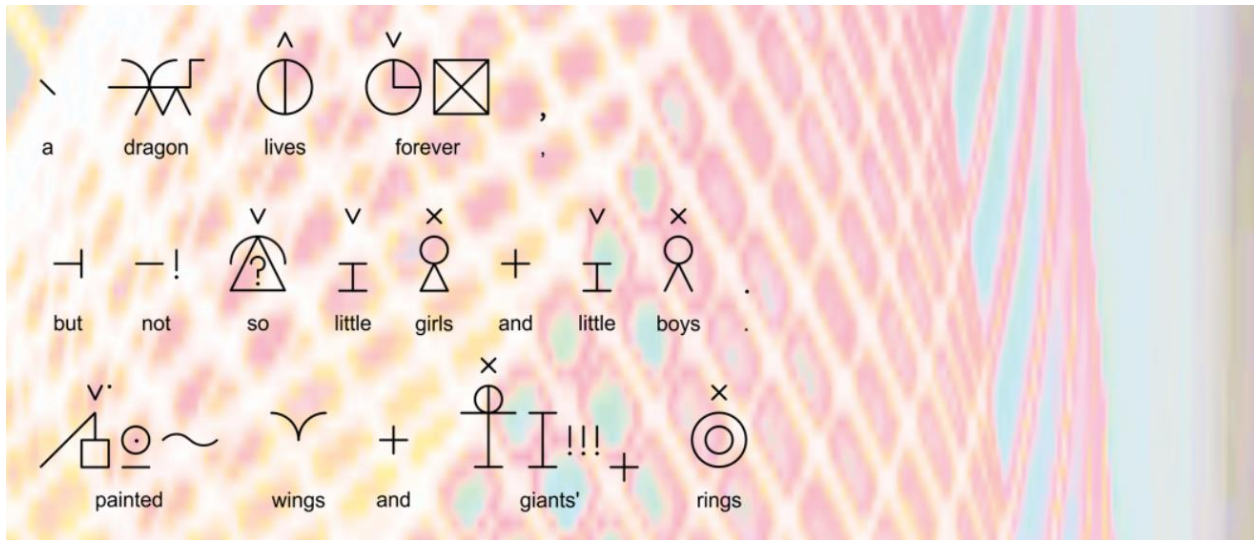 a dragon lives forever ,
but not so little girls and little boys .
painted wings and giants' rings